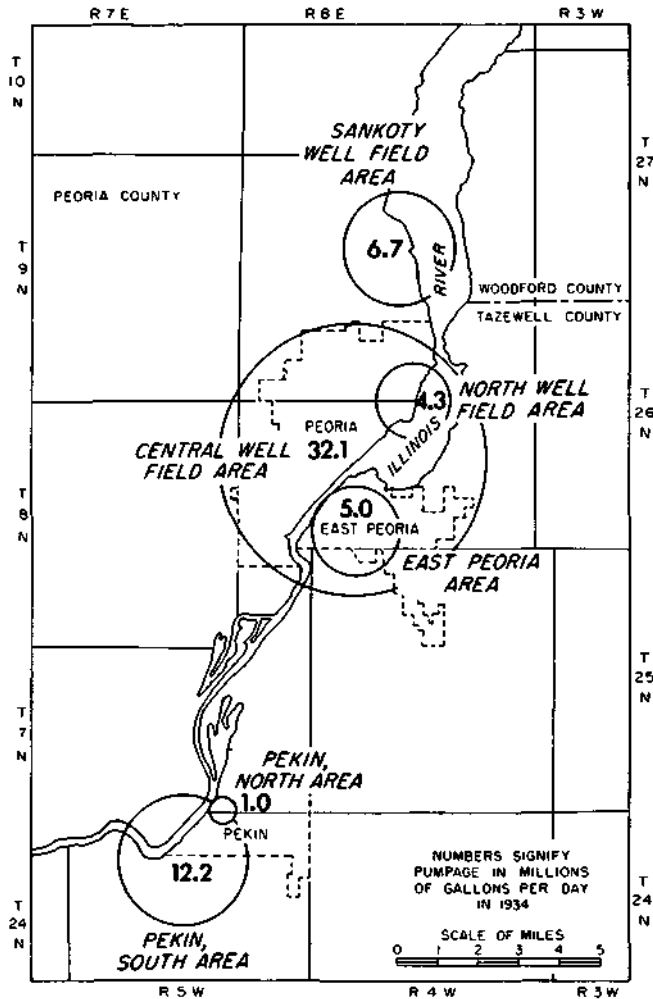 R 7 E
R 8 E
R 3 W
T
10
N
SANKOTY
WELL FIELD
AREA
T
27
N
PEORIA COUNTY
T
9
N
6.7
RIVER
WOODFORD COUNTY
TAZEWELL COUNTY
4.3
NORTH WELL
FIELD AREA
T
26
N
PEORIA
32.1
CENTRAL WELL
FIELD AREA
ILLINOIS
T
8
N
5.0
EAST PEORIA
EAST PEORIA
AREA
T
25
N
T
7
N
PEKIN,
NORTH AREA
1.0
PEKIN
12.2
NUMBERS SIGNIFY
PUMPAGE IN MILLIONS
OF GALLONS PER DAY
IN 1934
T
24
N
T
24
N
PEKIN,
SOUTH AREA
SCALE OF MILES
0 1 2 3 4 5
R 5 W
R 4 W
R 3 W